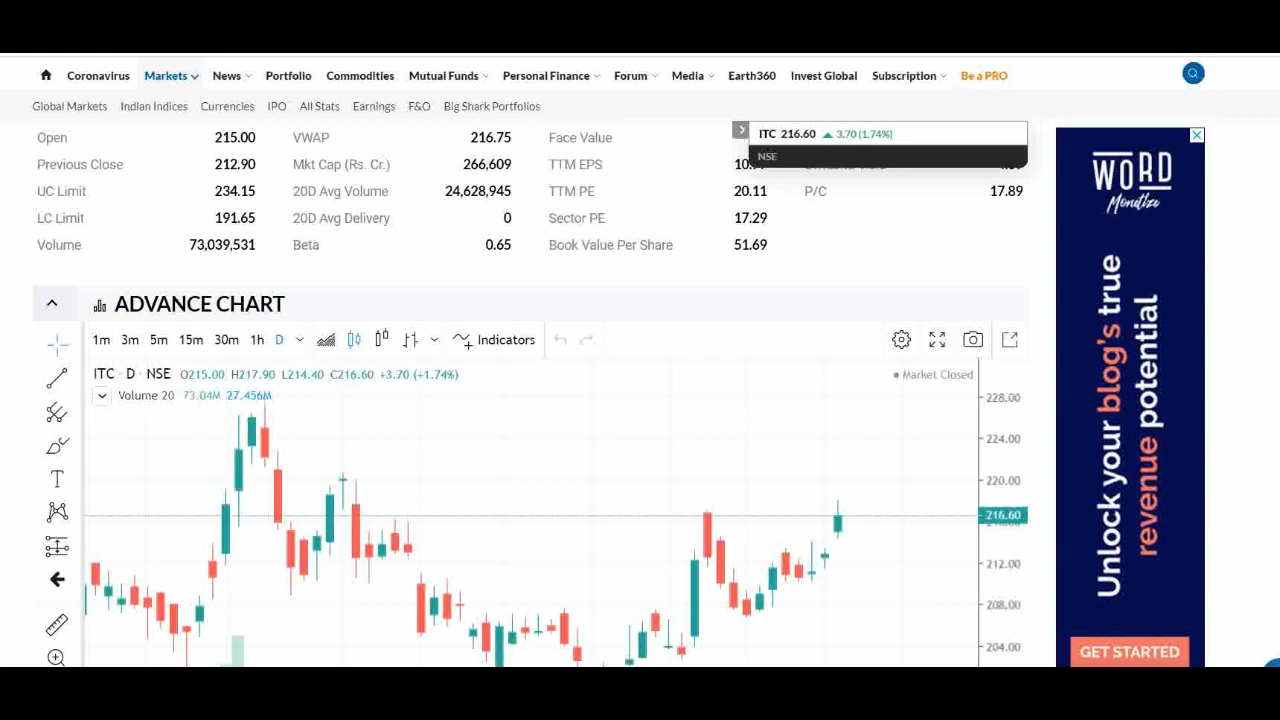 Coronavirus Markets News Portfolio Commodities Mutual Funds Personal Finance Forum Media Earth360 Invest Global Subscription Be a PRO
Global Markets Indian Indices Currencies IPO All Stats Earnings F&O Big Shark Portfolios
ITC 216.60 3.70 (1.74%)
NSE
Open 215.00 VWAP 216.75 Face Value
Previous Close 212.90 Mkt Cap (Rs. Cr.) 266,609 TTM EPS
UC Limit 234.15 20D Avg Volume 24,628,945 TTM PE 20.11 P/C 17.89
LC Limit 191.65 20D Avg Delivery 0 Sector PE 17.29
Volume 73,039,531 Beta 0.65 Book Value Per Share 51.69
ADVANCE CHART
1m 3m 5m 15m 30m 1h D Indicators
ITC · D · NSE O215.00 H217.90 L214.40 C216.60 +3.70 (+1.74%)
Market Closed
Volume 20 73.04M 27.456M
228.00
224.00
220.00
216.60
212.00
208.00
204.00
T
WORD
Monetize
Unlock your blog's true
revenue potential
GET STARTED